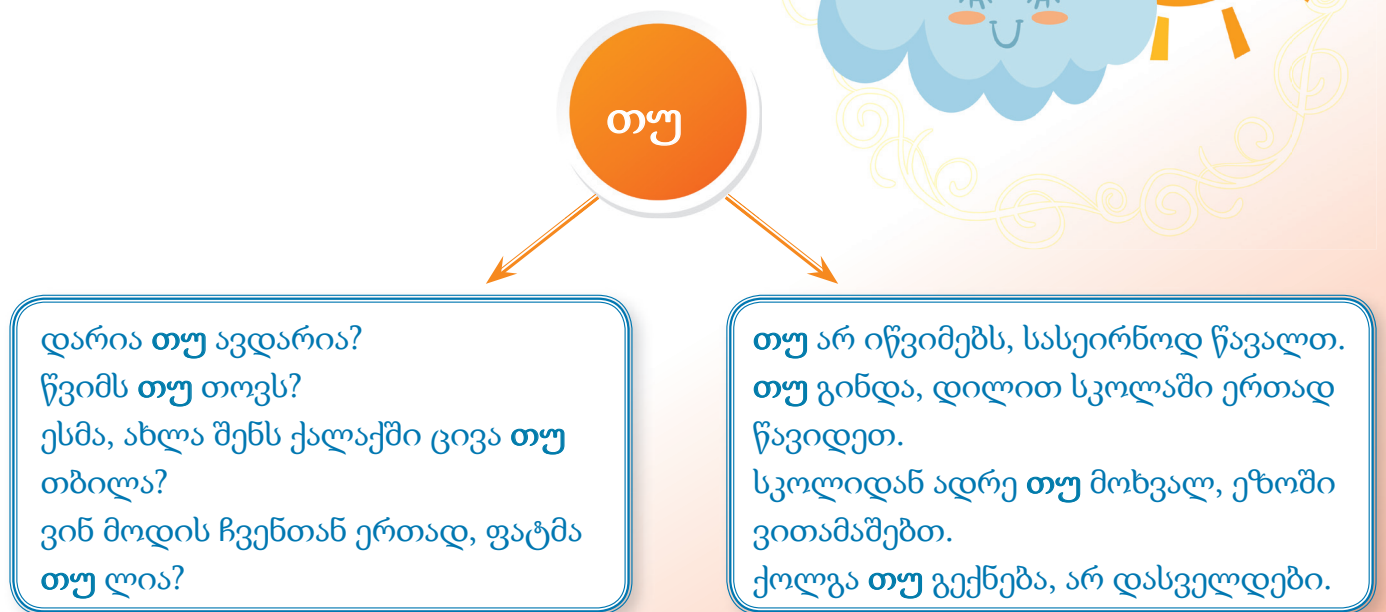 თუ
დარია თუ ავდარია?
წვიმს თუ თოვს?
ესმა, ახლა შენს ქალაქში ცივა თუ
თბილა?
ვინ მოდის ჩვენთან ერთად, ფატმა
თუ ლია?
თუ არ იწვიმებს, სასეირნოდ წავალთ.
თუ გინდა, დილით სკოლაში ერთად
წავიდეთ.
სკოლიდან ადრე თუ მოხვალ, ეზოში
ვითამაშებთ.
ქოლგა თუ გექნება, არ დასველდები.